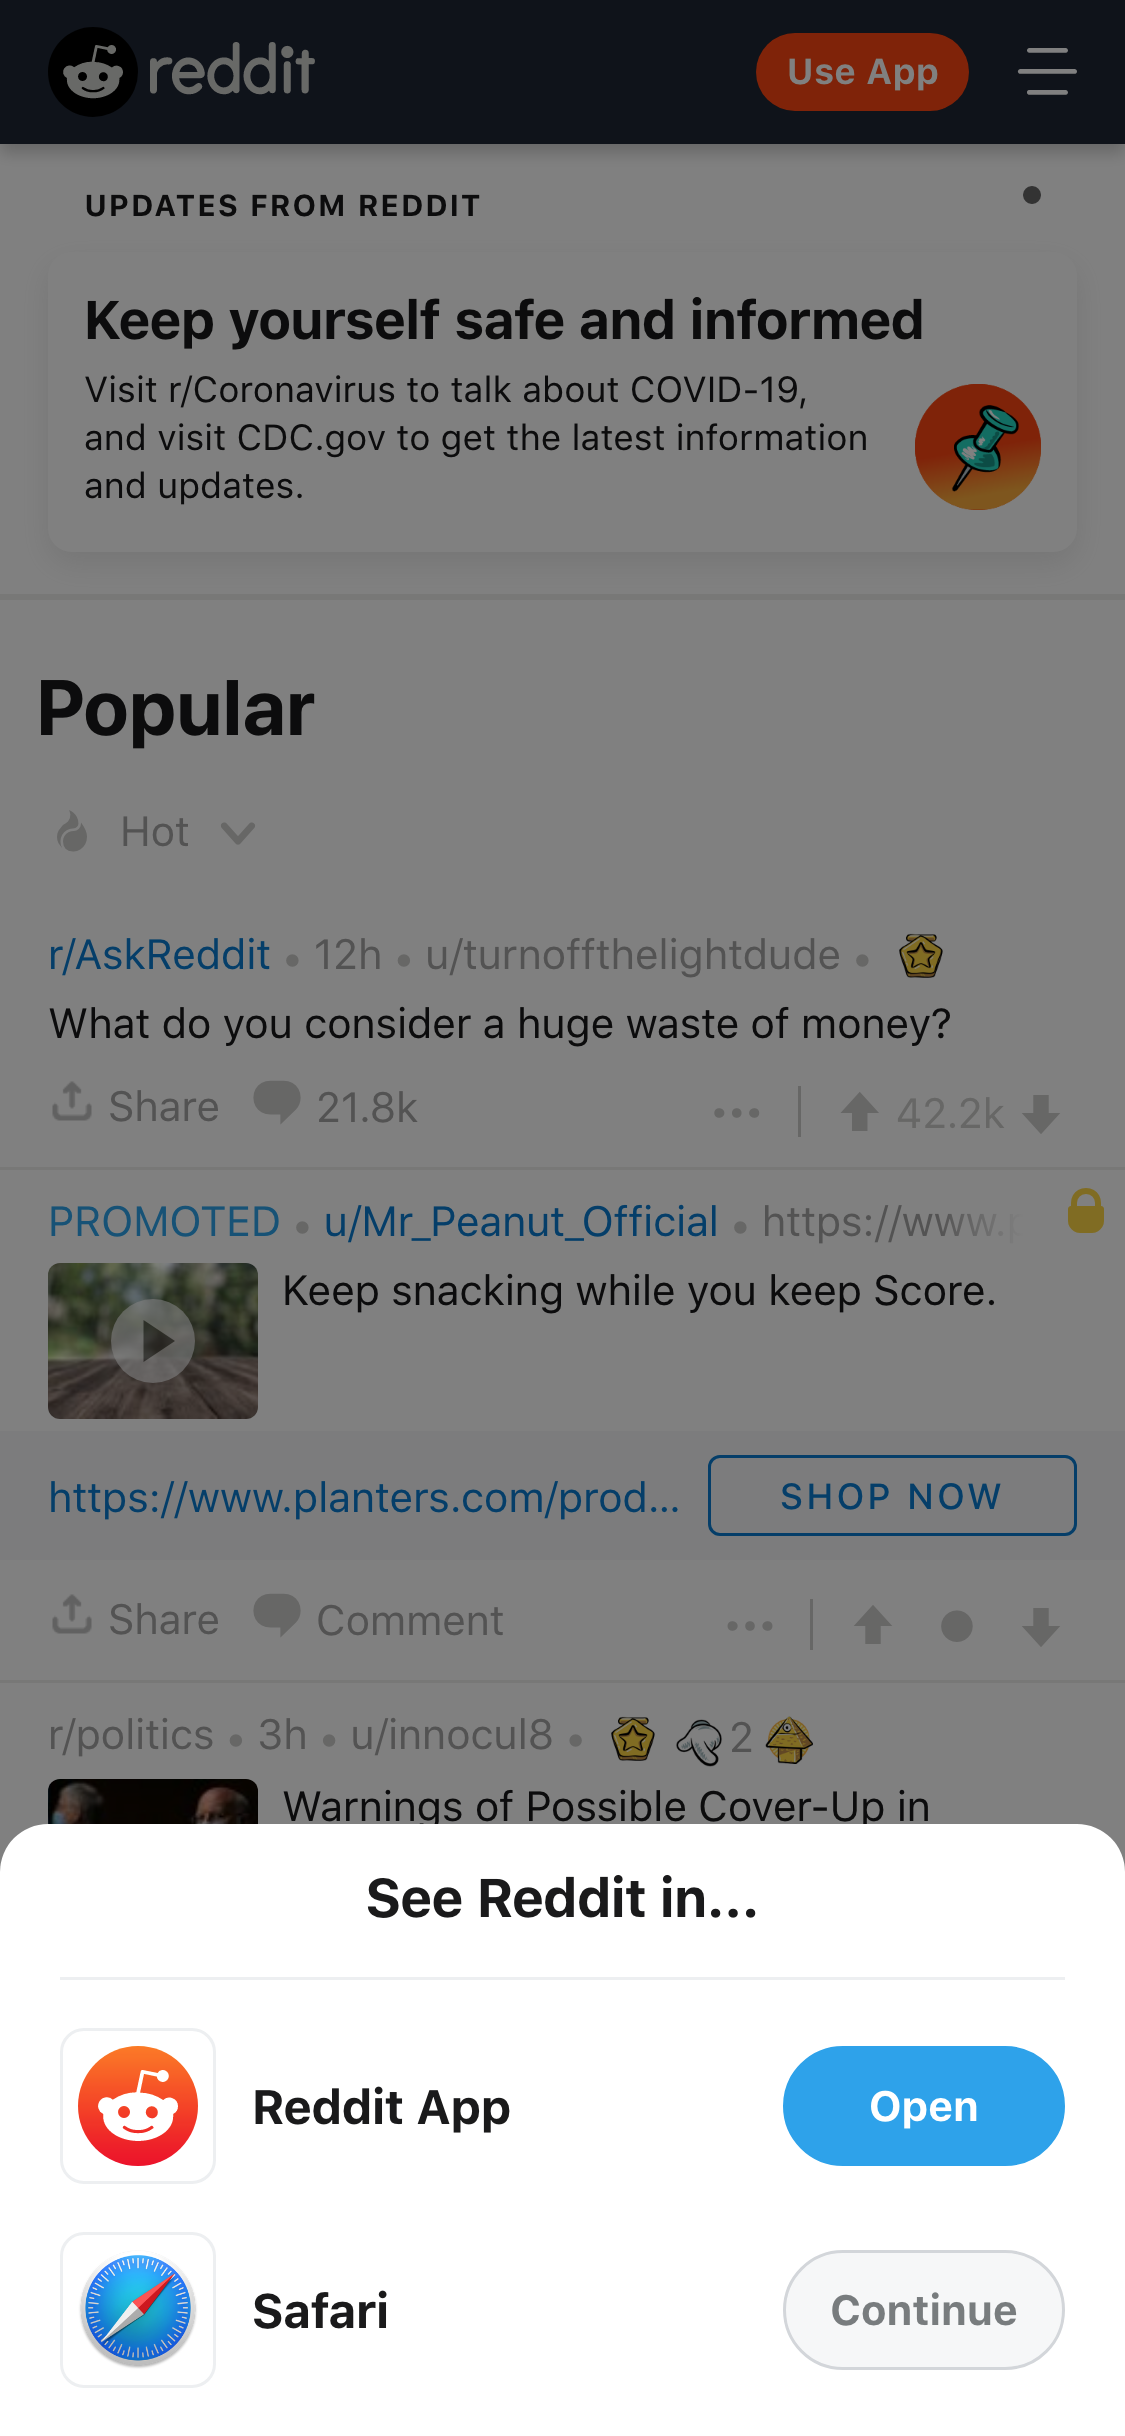 reddit
Use App
UPDATES FROM REDDIT
Keep yourself safe and informed
Visit r/Coronavirus to talk about COVID-19,
and visit CDC.gov to get the latest information
and updates.
Popular
Hot
r/AskReddit • 12h • u/turnoffthelightdude •
What do you consider a huge waste of money?
Share 21.8k ... 42.2k
PROMOTED • u/Mr_Peanut_Official • https://www.
Keep snacking while you keep Score.
https://www.planters.com/prod... SHOP NOW
Share Comment ... •
r/politics • 3h • u/innocul8 • 2
Warnings of Possible Cover-Up in
See Reddit in...
Reddit App Open
Safari Continue